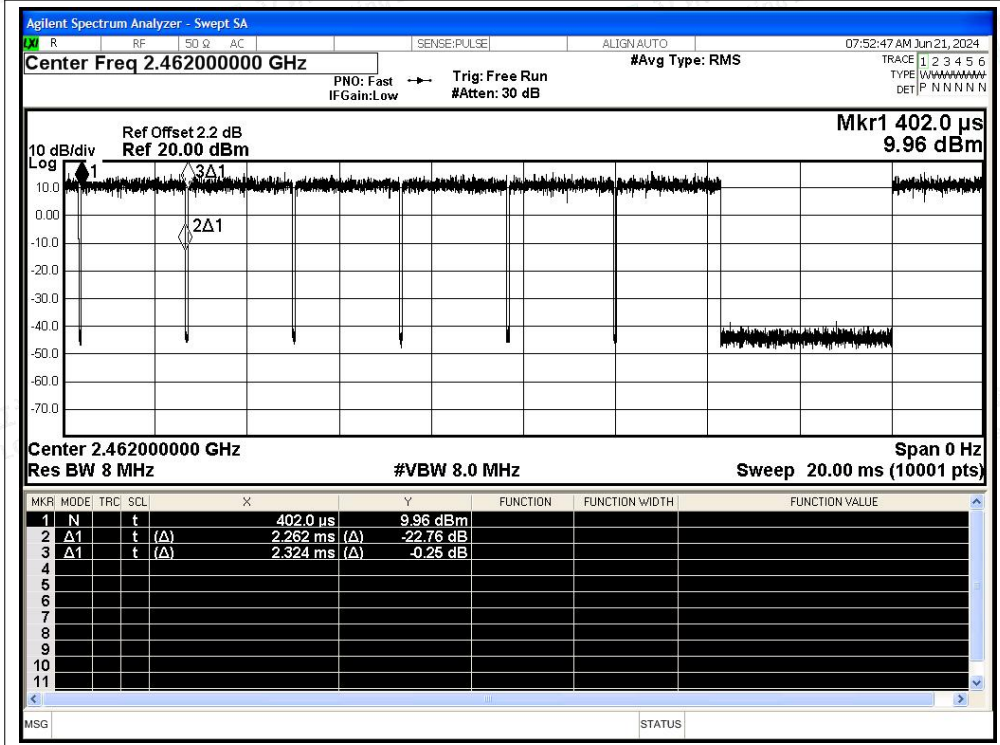 Agilent Spectrum Analyzer - Swept SA
LXI R RF 50 Ω AC SENSE:PULSE ALIGN AUTO 07:52:47 AM Jun 21, 2024
Center Freq 2.462000000 GHz #Avg Type: RMS TRACE 1 2 3 4 5 6
PNO: Fast Trig: Free Run TYPE WWWWWW
IFGain:Low #Atten: 30 dB DET P N N N N N
Mkr1 402.0 µs
9.96 dBm
Ref Offset 2.2 dB
10 dB/div Ref 20.00 dBm
Log
1 3Δ1
10.0
0.00
2Δ1
-10.0
-20.0
-30.0
-40.0
-50.0
-60.0
-70.0
Center 2.462000000 GHz Span 0 Hz
Res BW 8 MHz #VBW 8.0 MHz Sweep 20.00 ms (10001 pts)
MKR MODE TRC SCL X Y FUNCTION FUNCTION WIDTH FUNCTION VALUE
1 N t 402.0 µs 9.96 dBm
2 Δ1 t (Δ) 2.262 ms (Δ) -22.76 dB
3 Δ1 t (Δ) 2.324 ms (Δ) -0.25 dB
4
5
6
7
8
9
10
11
MSG STATUS